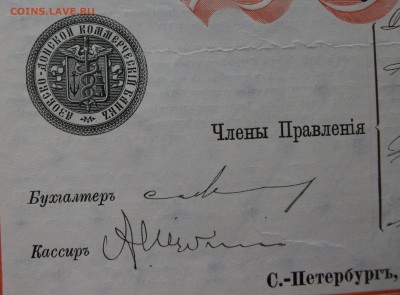 COINS.LAVE.RU
АЗОВСКО-ДОНСКОЙ КОММЕРЧЕСКІЙ БАНКЪ
Члены Правленія
Бухгалтеръ
Кассиръ
С.-Петербургъ,